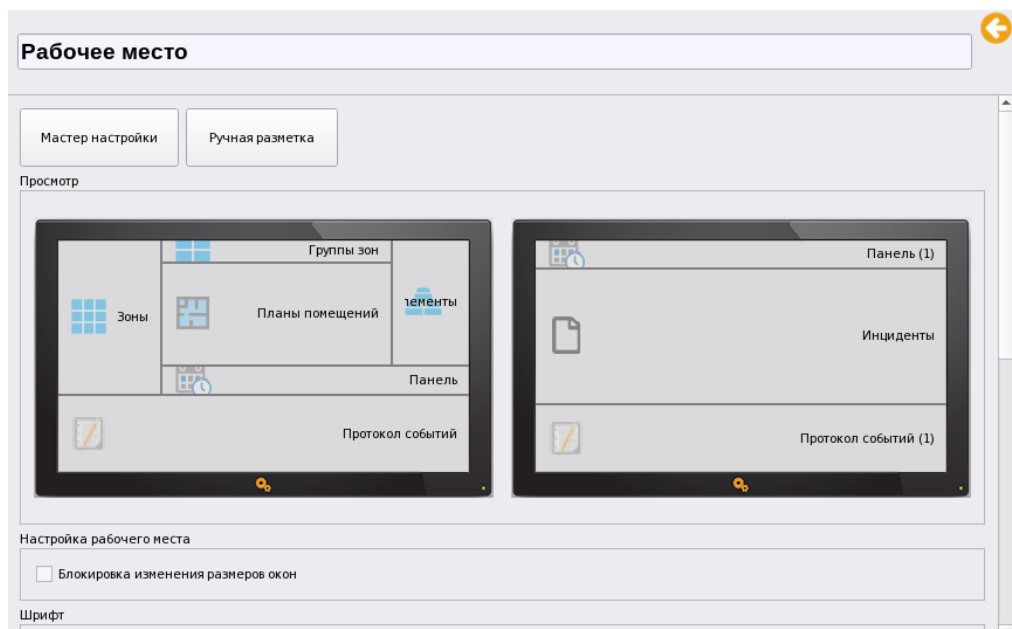 Рабочее место
Мастер настройки
Ручная разметка
Просмотр
Группы зон
Зоны
Планы помещений
лементы
Панель
Протокол событий
Панель (1)
Инциденты
Протокол событий (1)
Настройка рабочего места
Блокировка изменения размеров окон
Шрифт